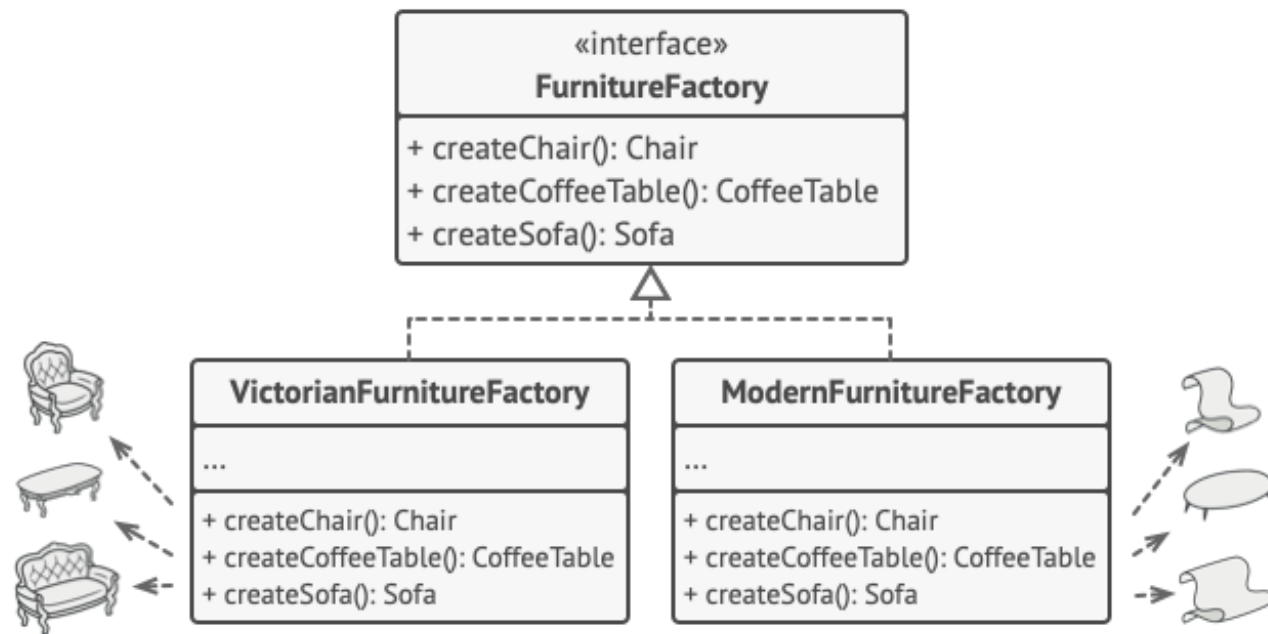 «interface»
FurnitureFactory
+ createChair(): Chair
+ createCoffeeTable(): CoffeeTable
+ createSofa(): Sofa
VictorianFurnitureFactory
...
+ createChair(): Chair
+ createCoffeeTable(): CoffeeTable
+ createSofa(): Sofa
ModernFurnitureFactory
...
+ createChair(): Chair
+ createCoffeeTable(): CoffeeTable
+ createSofa(): Sofa